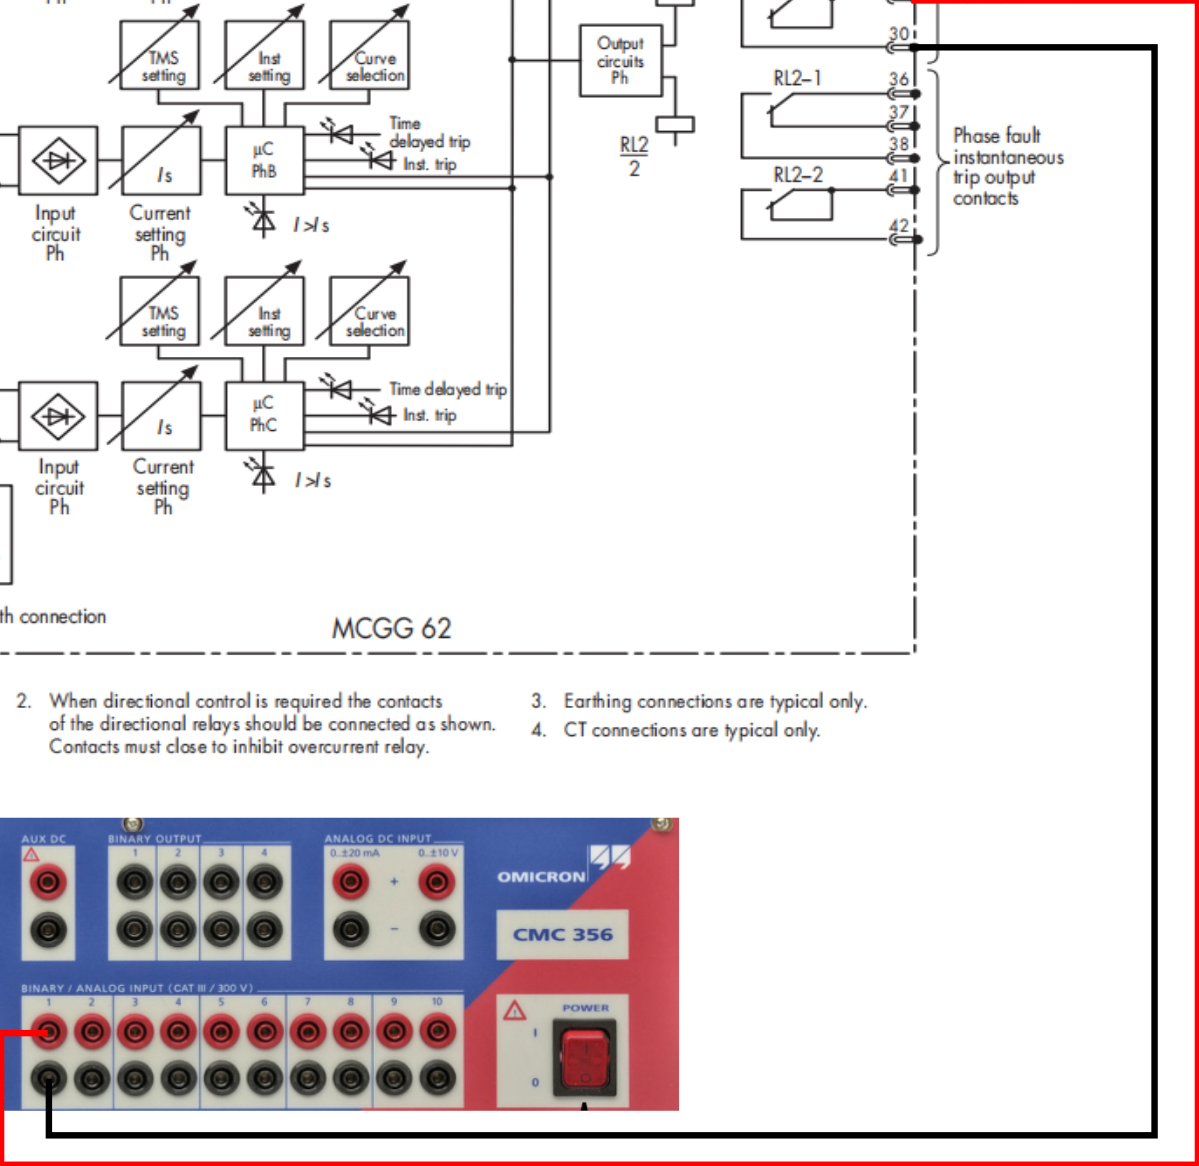 TMS
setting
Inst
setting
Curve
selection
Output
circuits
Ph
30
RL2–1
36
37
38
RL2–2
41
42
Phase fault
instantaneous
trip output
contacts
RL2
2
Is
µC
PhB
Time
delayed trip
Inst. trip
I >I s
Input
circuit
Ph
Current
setting
Ph
TMS
setting
Inst
setting
Curve
selection
Is
µC
PhC
Time delayed trip
Inst. trip
I >I s
Input
circuit
Ph
Current
setting
Ph
th connection
MCGG 62
2. When directional control is required the contacts
of the directional relays should be connected as shown.
Contacts must close to inhibit overcurrent relay.
3. Earthing connections are typical only.
4. CT connections are typical only.
AUX DC
BINARY OUTPUT
1 2 3 4
ANALOG DC INPUT
0..±20 mA 0..±10 V
+
–
OMICRON
CMC 356
BINARY / ANALOG INPUT (CAT III / 300 V)
1 2 3 4 5 6 7 8 9 10
POWER
I
0